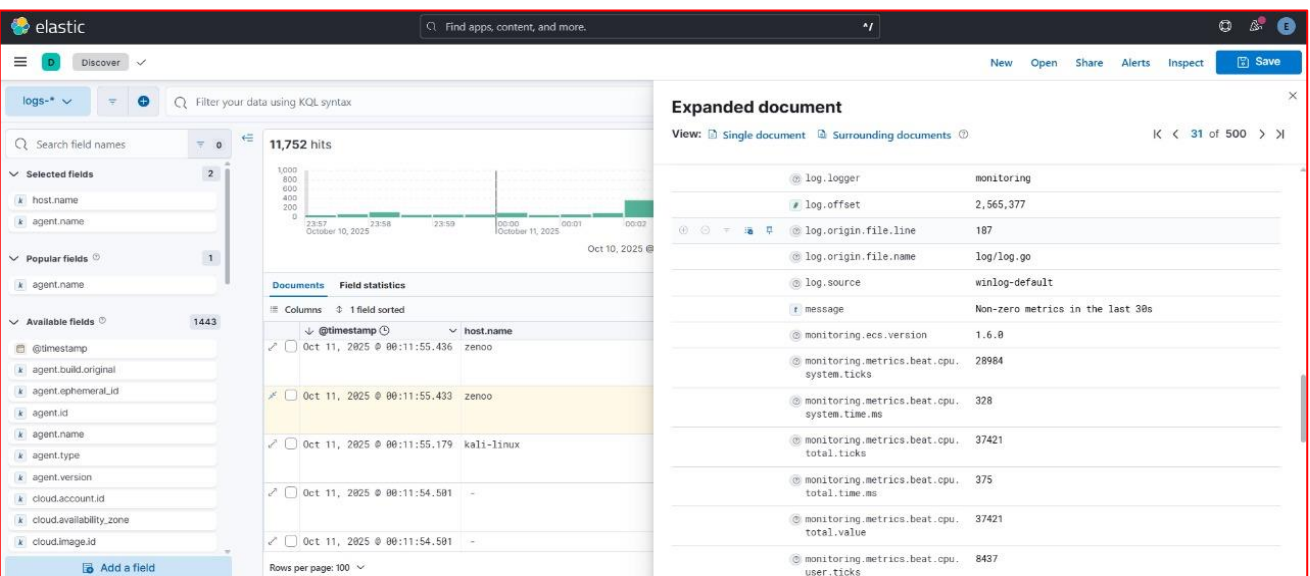 elastic
Find apps, content, and more.
^/
E
D
Discover
New
Open
Share
Alerts
Inspect
Save
logs-*
Filter your data using KQL syntax
Search field names
0
Selected fields
2
k host.name
k agent.name
Popular fields
1
k agent.name
Available fields
1443
@timestamp
k agent.build.original
k agent.ephemeral_id
k agent.id
k agent.name
k agent.type
k agent.version
k cloud.account.id
k cloud.availability_zone
k cloud.image.id
Add a field
11,752 hits
1,000
800
600
400
200
0
23:57 23:58 23:59 00:00 00:01 00:02
October 10, 2025 October 11, 2025
Oct 10, 2025 @
Documents Field statistics
Columns 1 field sorted
@timestamp host.name
Oct 11, 2025 @ 00:11:55.436 zenoo
Oct 11, 2025 @ 00:11:55.433 zenoo
Oct 11, 2025 @ 00:11:55.179 kali-linux
Oct 11, 2025 @ 00:11:54.501 -
Oct 11, 2025 @ 00:11:54.501 -
Rows per page: 100
Expanded document
View: Single document Surrounding documents
31 of 500
log.logger monitoring
# log.offset 2,565,377
log.origin.file.line 187
log.origin.file.name log/log.go
log.source winlog-default
t message Non-zero metrics in the last 30s
monitoring.ecs.version 1.6.0
monitoring.metrics.beat.cpu. 28984
system.ticks
monitoring.metrics.beat.cpu. 328
system.time.ms
monitoring.metrics.beat.cpu. 37421
total.ticks
monitoring.metrics.beat.cpu. 375
total.time.ms
monitoring.metrics.beat.cpu. 37421
total.value
monitoring.metrics.beat.cpu. 8437
user.ticks